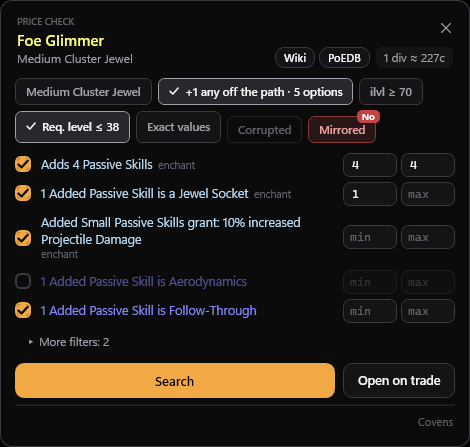 PRICE CHECK
Foe Glimmer
Medium Cluster Jewel
Wiki PoEDB 1 div ≈ 227c
Medium Cluster Jewel +1 any off the path · 5 options ilvl ≥ 70
Req. level ≤ 38 Exact values Corrupted Mirrored No
Adds 4 Passive Skills enchant 4 4
1 Added Passive Skill is a Jewel Socket enchant 1 max
Added Small Passive Skills grant: 10% increased
Projectile Damage min max
enchant
1 Added Passive Skill is Aerodynamics min max
1 Added Passive Skill is Follow-Through min max
More filters: 2
Search Open on trade
Covens